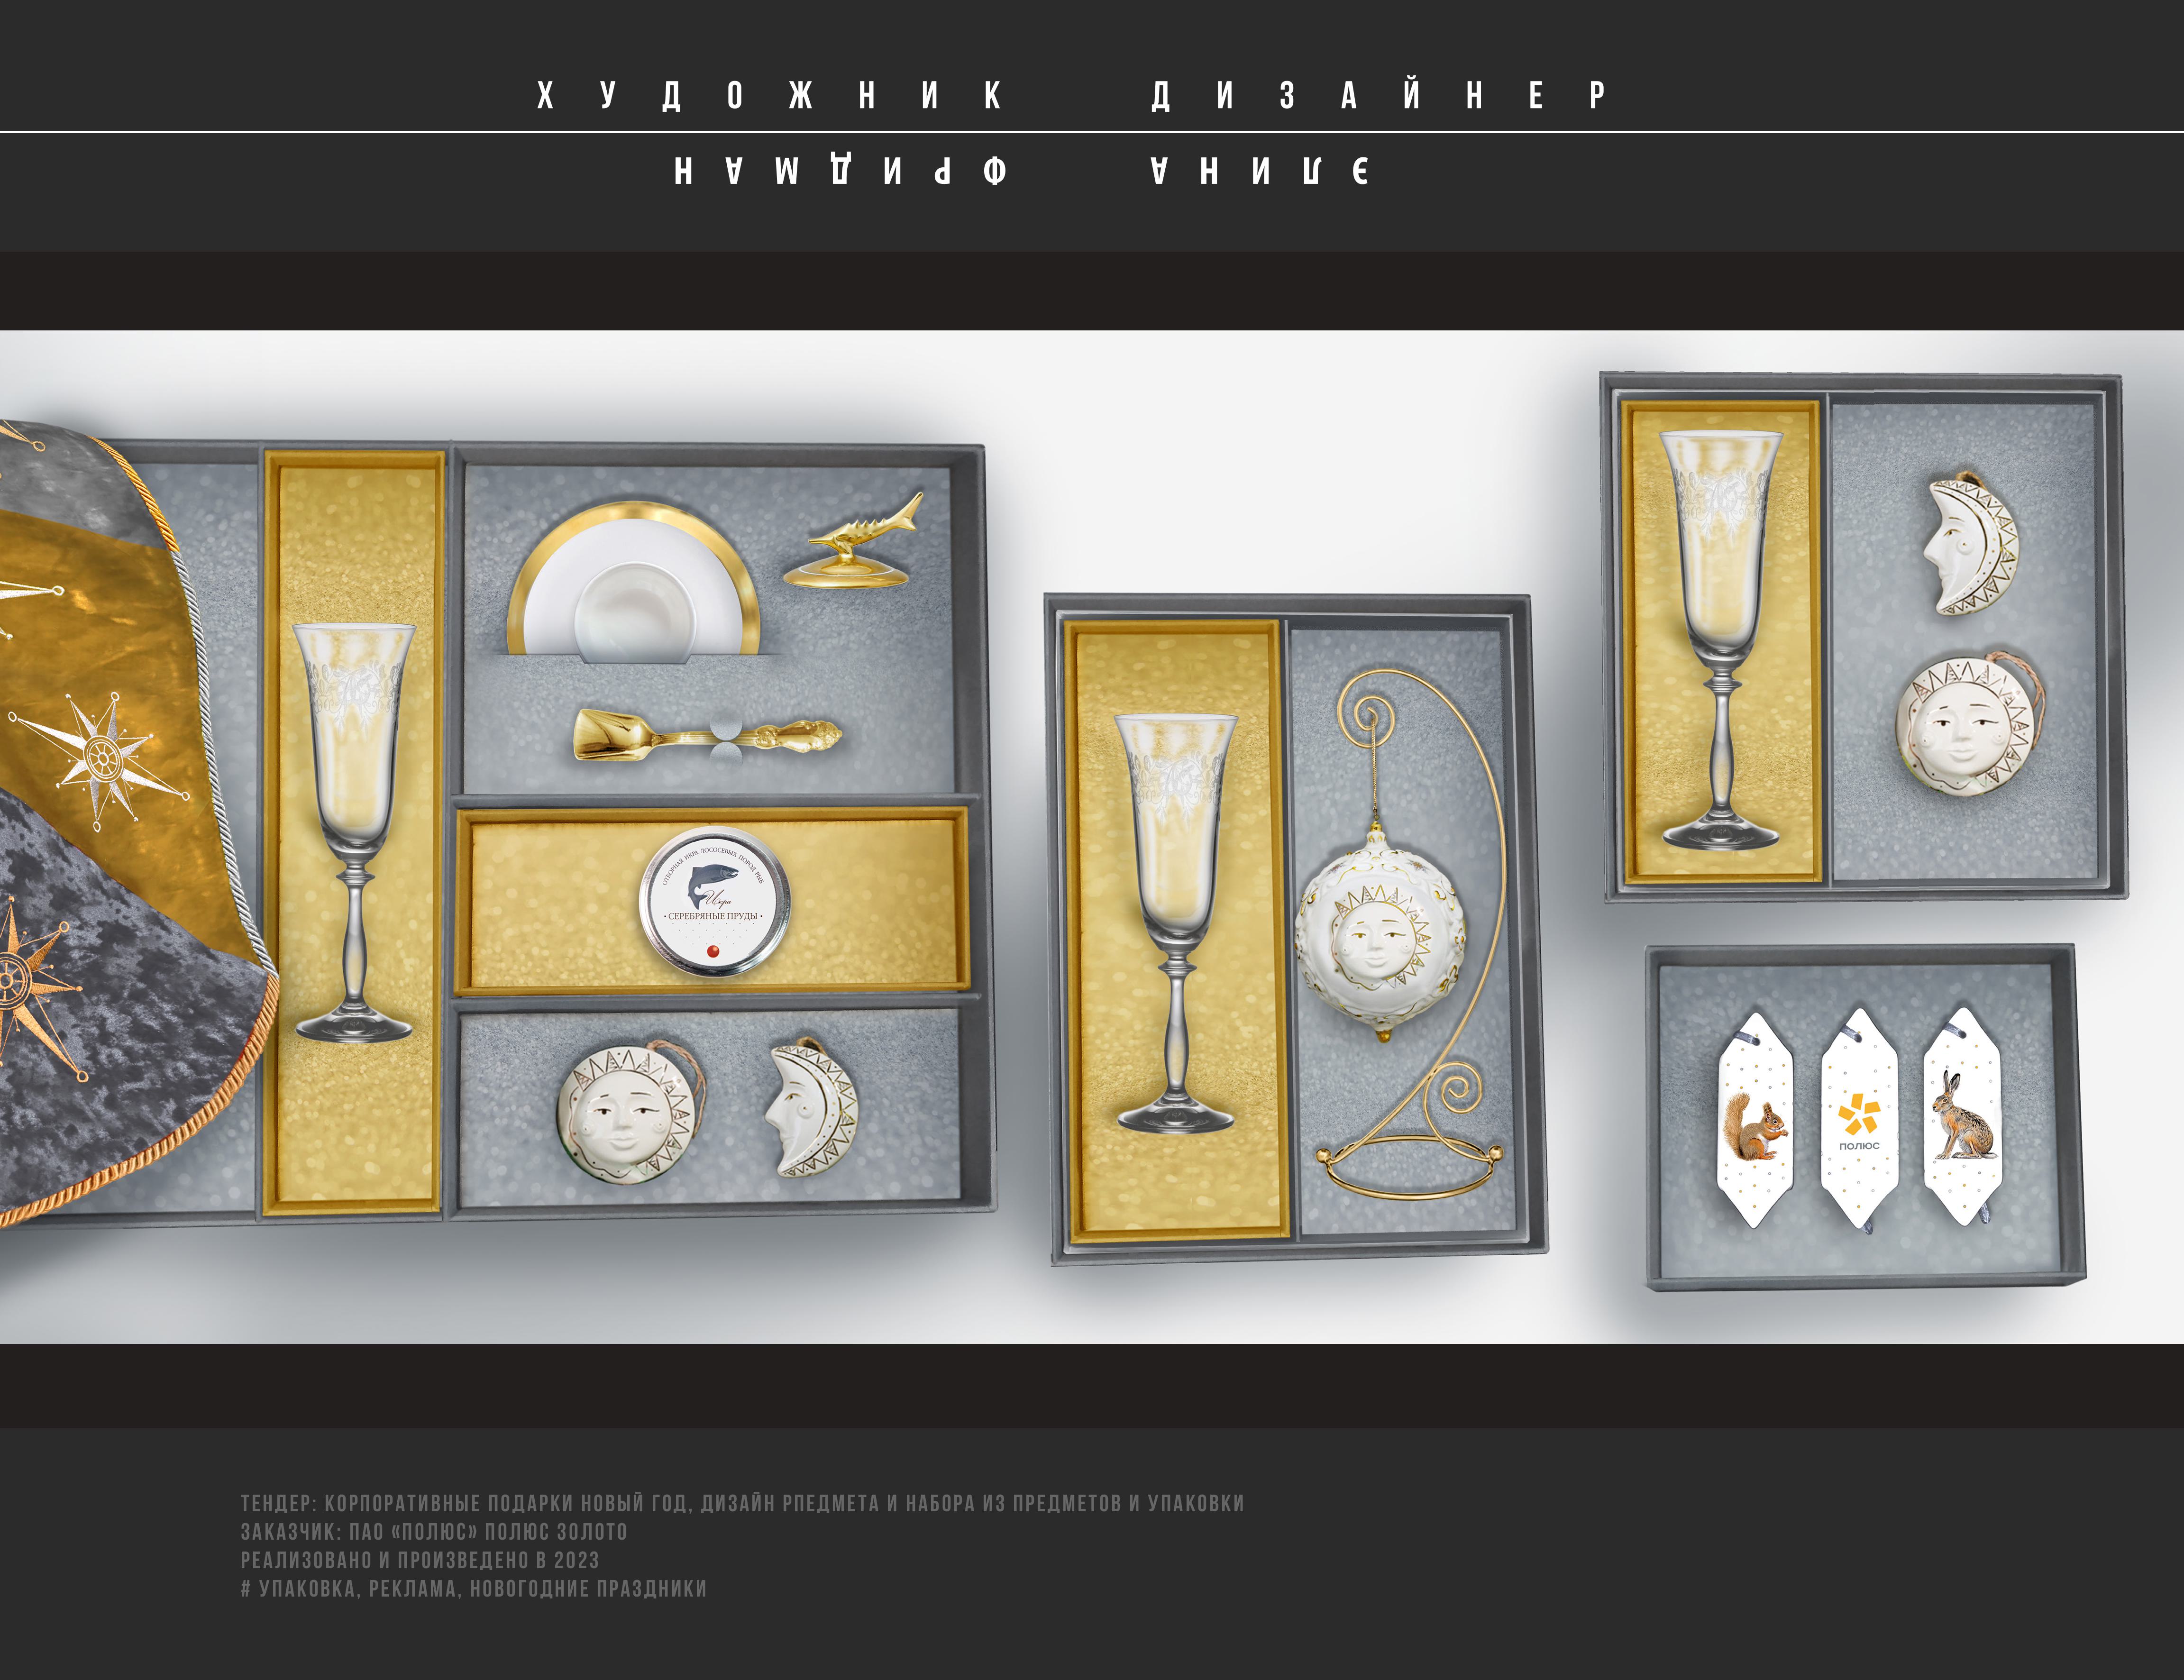 ХУДОЖНИК ДИЗАЙНЕР
ЭЛИНА ФРИДМАН
ОТБОРНАЯ ИКРА ЛОСОСЕВЫХ ПОРОД РЫБ
Икра
• СЕРЕБРЯНЫЕ ПРУДЫ •
ПОЛЮС
ТЕНДЕР: КОРПОРАТИВНЫЕ ПОДАРКИ НОВЫЙ ГОД, ДИЗАЙН РПЕДМЕТА И НАБОРА ИЗ ПРЕДМЕТОВ И УПАКОВКИ
ЗАКАЗЧИК: ПАО «ПОЛЮС» ПОЛЮС ЗОЛОТО
РЕАЛИЗОВАНО И ПРОИЗВЕДЕНО В 2023
# УПАКОВКА, РЕКЛАМА, НОВОГОДНИЕ ПРАЗДНИКИ